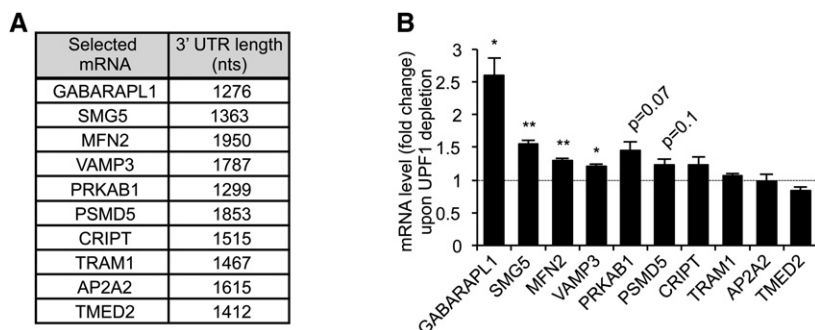 A
Selected mRNA 3' UTR length (nts)
GABARAPL1 1276
SMG5 1363
MFN2 1950
VAMP3 1787
PRKAB1 1299
PSMD5 1853
CRIPT 1515
TRAM1 1467
AP2A2 1615
TMED2 1412
B
mRNA level (fold change)
upon UPF1 depletion
3
2.5
2
1.5
1
0.5
0
*
**
**
*
p=0.07
p=0.1
GABARAPL1
SMG5
MFN2
VAMP3
PRKAB1
PSMD5
CRIPT
TRAM1
AP2A2
TMED2